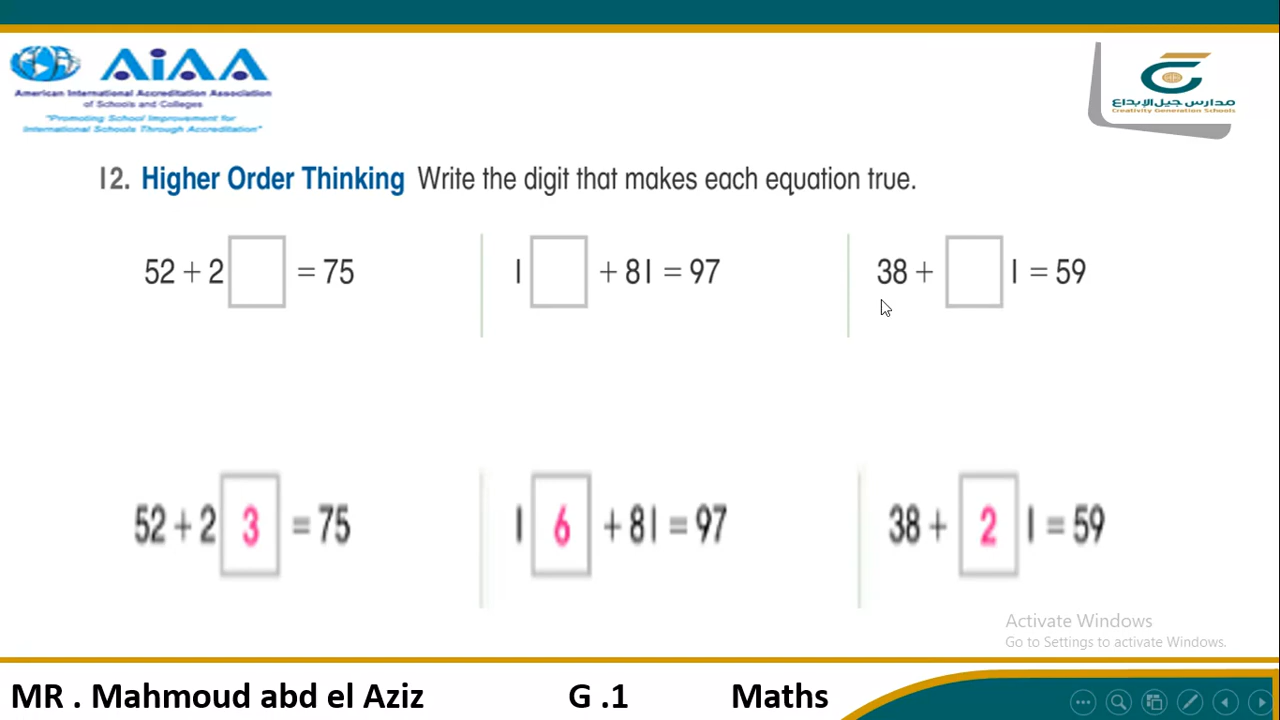 AiAA
American International Accreditation Association
of Schools and Colleges
"Promoting School Improvement for
International Schools Through Accreditation"
مدارس جيل الإبداع
Creativity Generation Schools
12. Higher Order Thinking Write the digit that makes each equation true.
52 + 2 = 75
1 + 81 = 97
38 + 1 = 59
52 + 2 3 = 75
1 6 + 81 = 97
38 + 2 1 = 59
Activate Windows
Go to Settings to activate Windows.
MR . Mahmoud abd el Aziz G .1 Maths